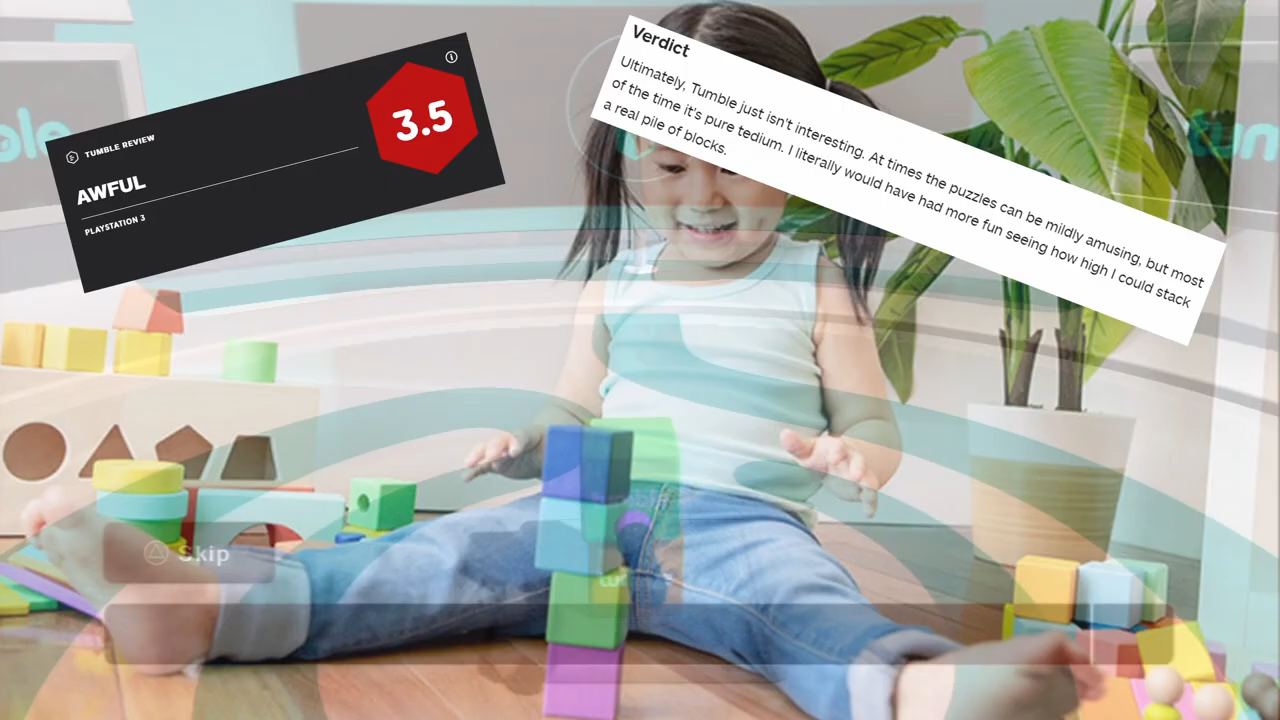 TUMBLE REVIEW
AWFUL
PLAYSTATION 3
3.5
Verdict
Ultimately, Tumble just isn't interesting. At times the puzzles can be mildly amusing, but most
of the time it's pure tedium. I literally would have had more fun seeing how high I could stack
a real pile of blocks.
Skip